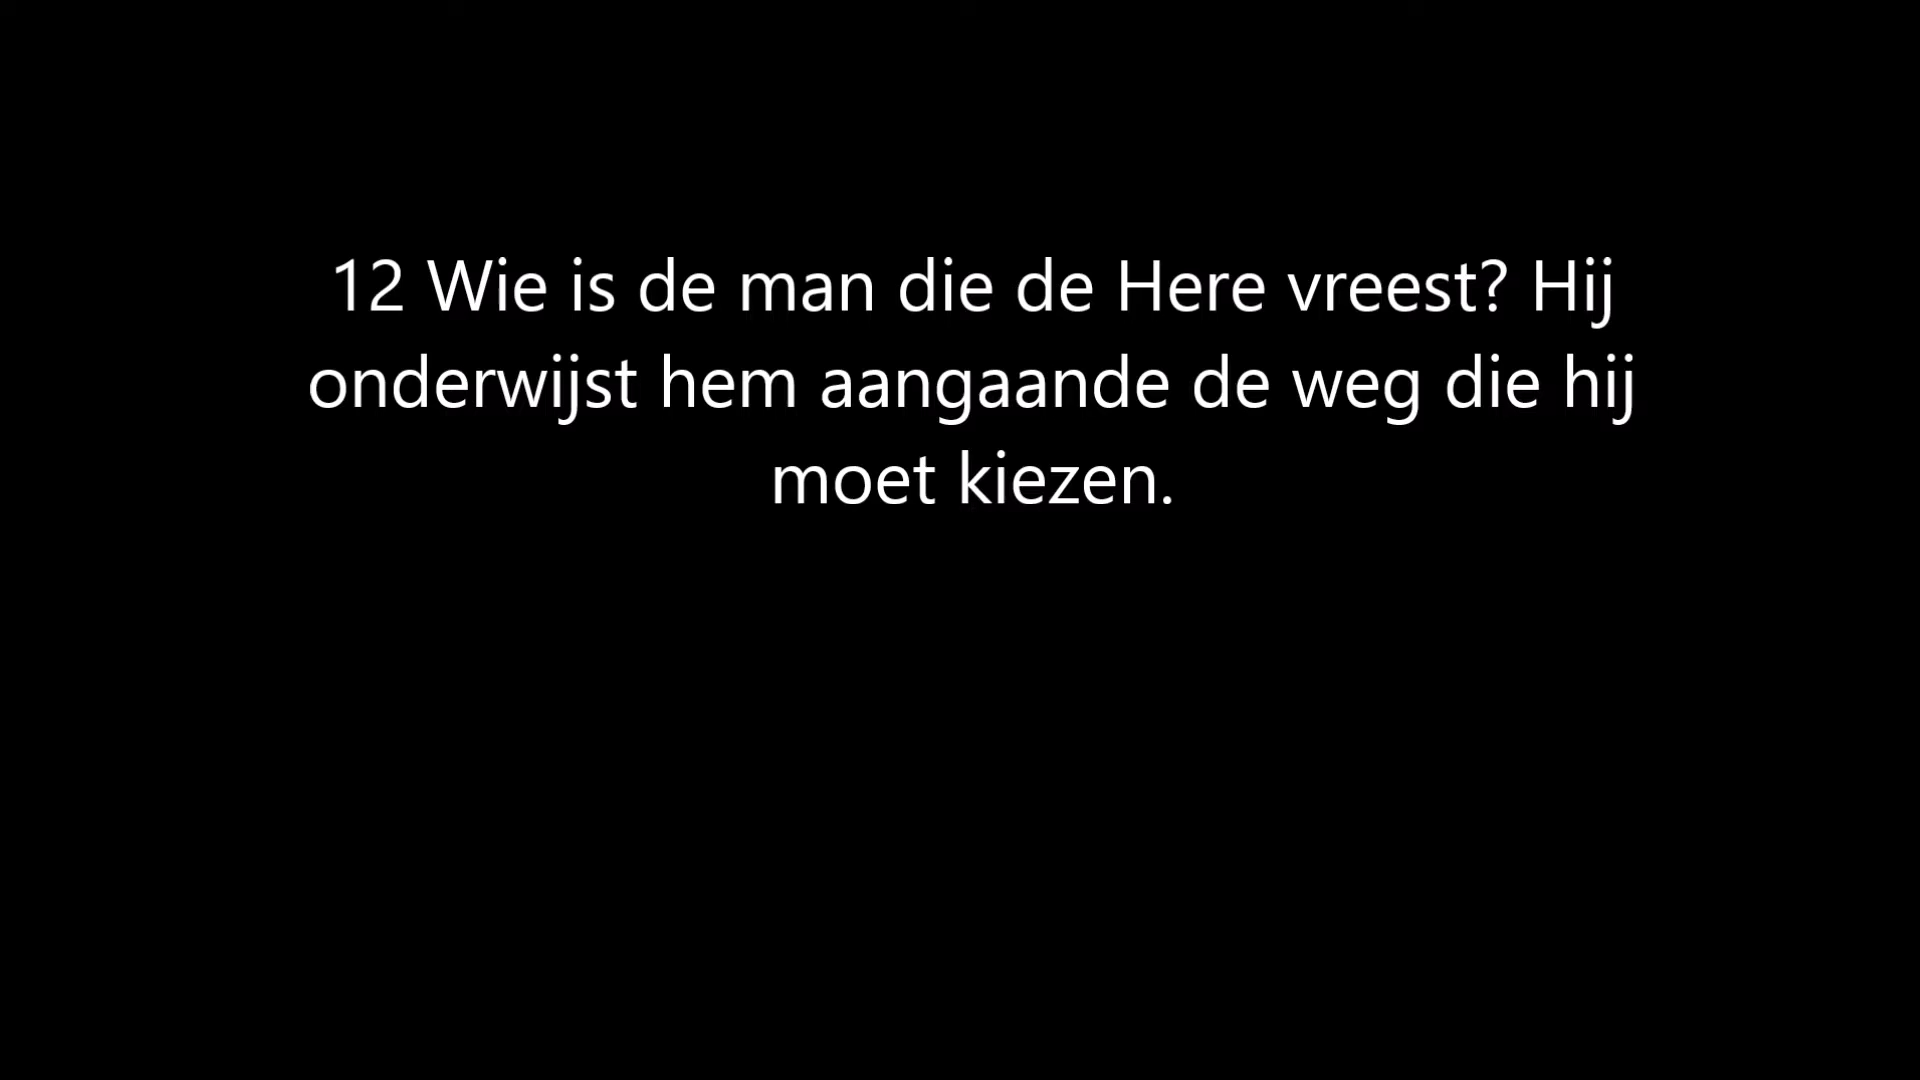 12 Wie is de man die de Here vreest? Hij
onderwijst hem aangaande de weg die hij
moet kiezen.